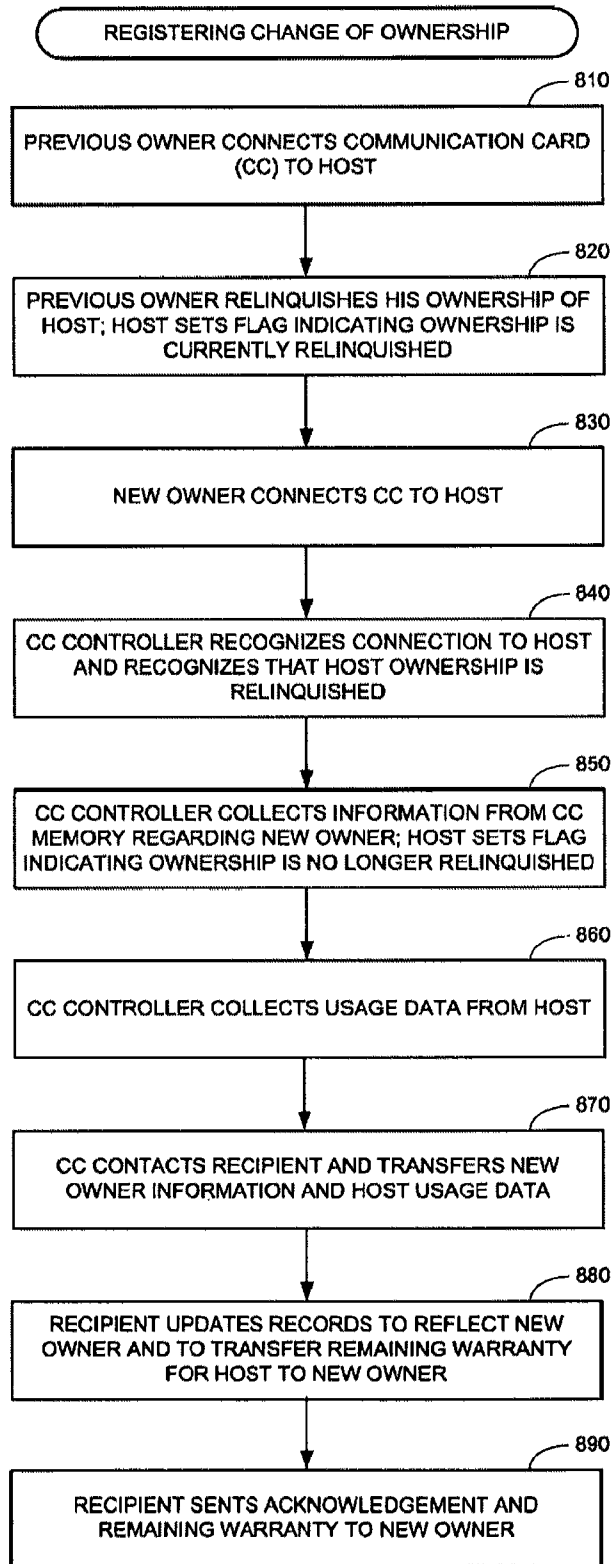 REGISTERING CHANGE OF OWNERSHIP
810
PREVIOUS OWNER CONNECTS COMMUNICATION CARD
(CC) TO HOST
820
PREVIOUS OWNER RELINQUISHES HIS OWNERSHIP OF
HOST; HOST SETS FLAG INDICATING OWNERSHIP IS
CURRENTLY RELINQUISHED
830
NEW OWNER CONNECTS CC TO HOST
840
CC CONTROLLER RECOGNIZES CONNECTION TO HOST
AND RECOGNIZES THAT HOST OWNERSHIP IS
RELINQUISHED
850
CC CONTROLLER COLLECTS INFORMATION FROM CC
MEMORY REGARDING NEW OWNER; HOST SETS FLAG
INDICATING OWNERSHIP IS NO LONGER RELINQUISHED
860
CC CONTROLLER COLLECTS USAGE DATA FROM HOST
870
CC CONTACTS RECIPIENT AND TRANSFERS NEW
OWNER INFORMATION AND HOST USAGE DATA
880
RECIPIENT UPDATES RECORDS TO REFLECT NEW
OWNER AND TO TRANSFER REMAINING WARRANTY
FOR HOST TO NEW OWNER
890
RECIPIENT SENTS ACKNOWLEDGEMENT AND
REMAINING WARRANTY TO NEW OWNER